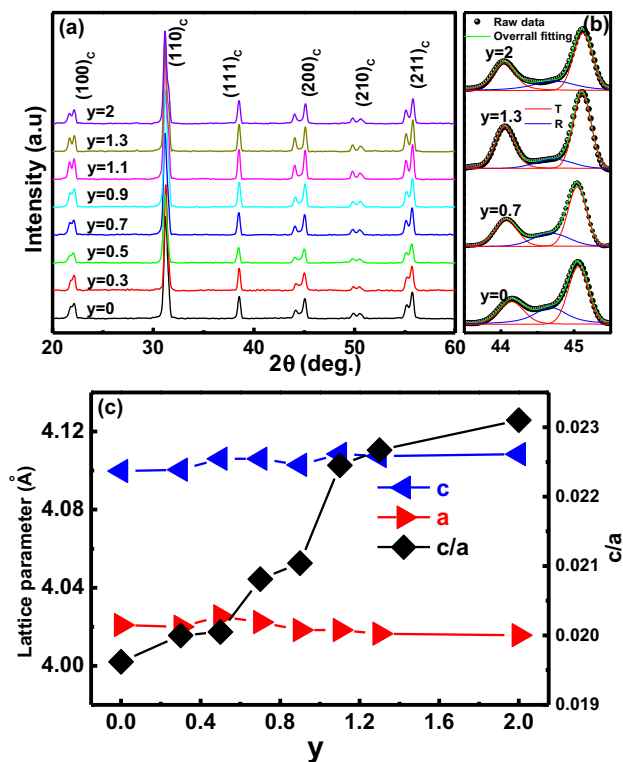 (a)
(100)c
(110)c
(111)c
(200)c
(210)c
(211)c
y=2
y=1.3
y=1.1
y=0.9
y=0.7
y=0.5
y=0.3
y=0
Intensity (a.u)
20 30 40 50 60
2θ (deg.)
(b)
Raw data
Overrall fitting
y=2
y=1.3
T
R
y=0.7
y=0
44 45
(c)
4.12
4.08
4.04
4.00
Lattice parameter (Å)
c
a
c/a
0.023
0.022
0.021
0.020
0.019
c/a
0.0 0.4 0.8 1.2 1.6 2.0
y